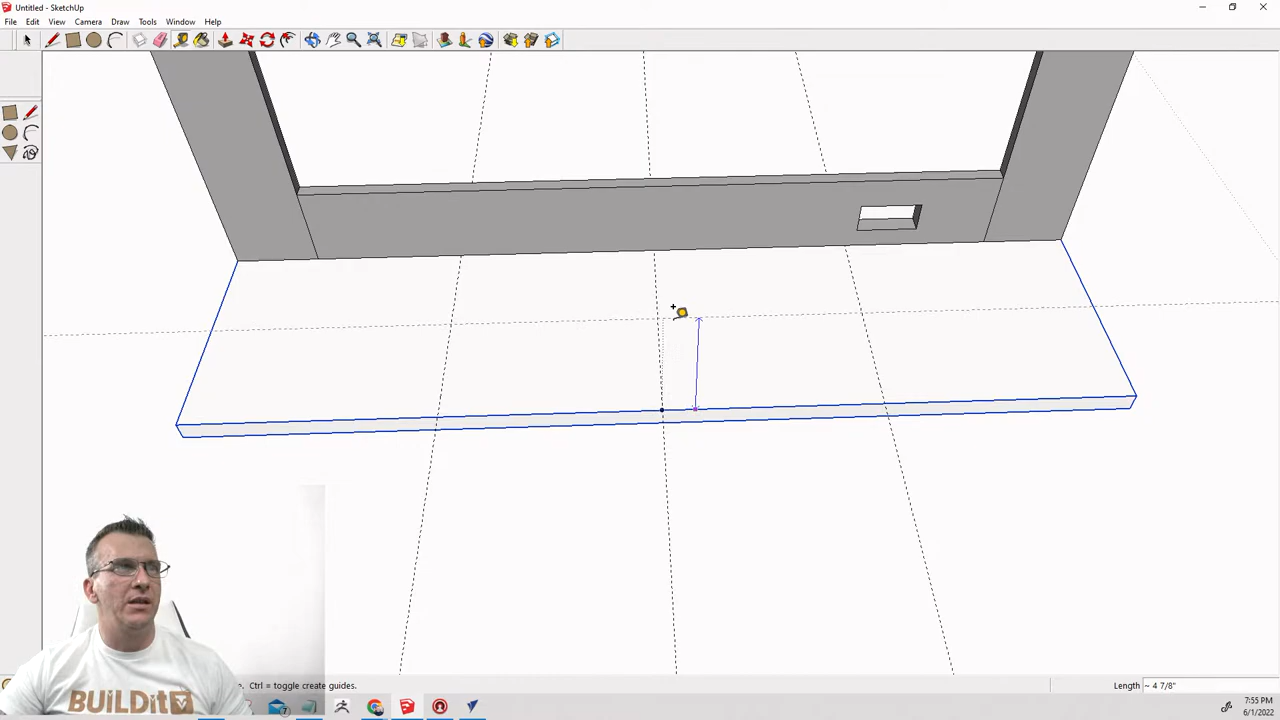 Untitled - SketchUp
File Edit View Camera Draw Tools Window Help
Ctrl = toggle create guides.
Length ~ 4 7/8"
7
7:55 PM
6/1/2022
BUILDit